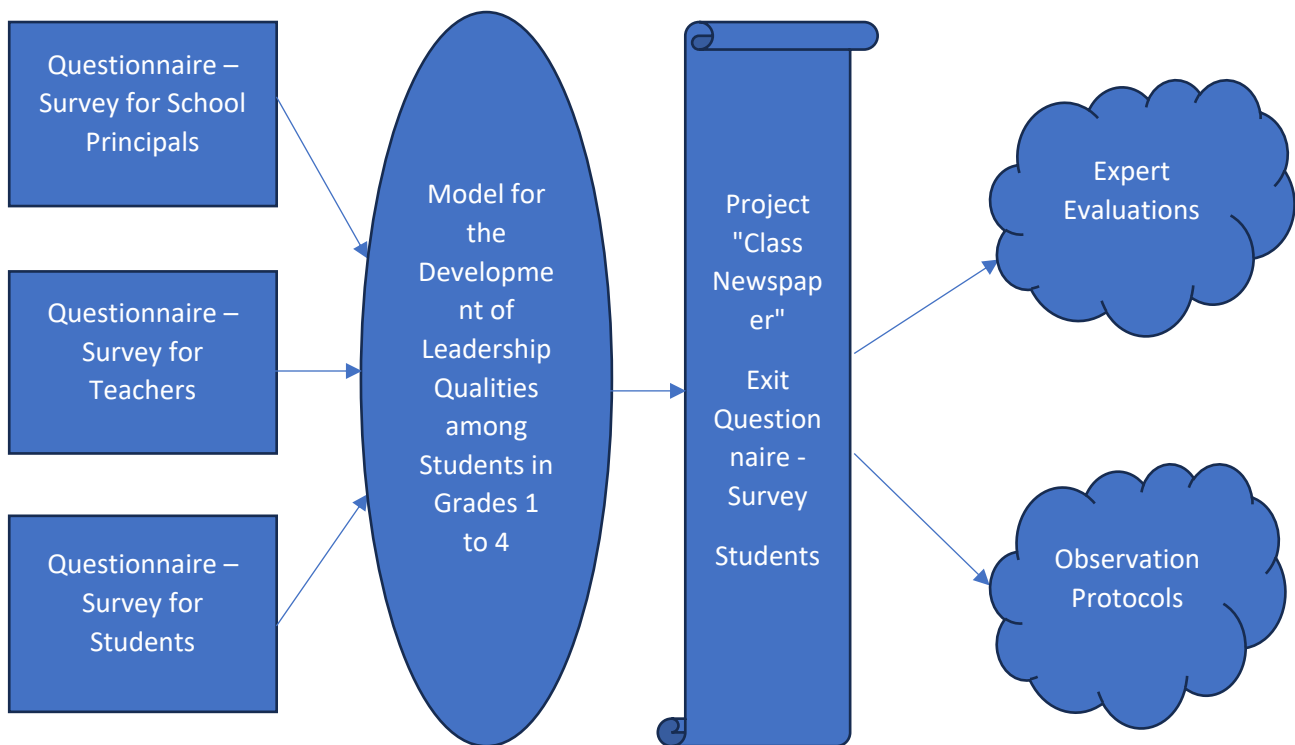 Questionnaire –
Survey for School
Principals
Questionnaire –
Survey for
Teachers
Questionnaire –
Survey for
Students
Model for
the
Developme
nt of
Leadership
Qualities
among
Students in
Grades 1
to 4
Project
"Class
Newspap
er"
Exit
Question
naire -
Survey
Students
Expert
Evaluations
Observation
Protocols